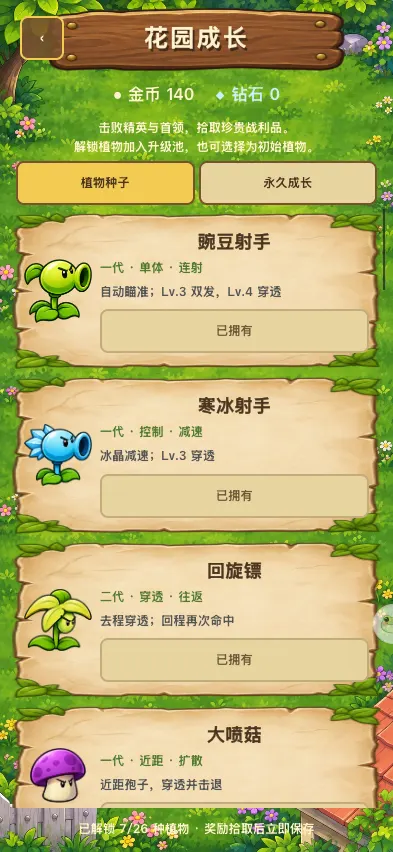 ‹
花园成长
● 金币 140 ◆ 钻石 0
击败精英与首领，拾取珍贵战利品。
解锁植物加入升级池，也可选择为初始植物。
植物种子
永久成长
豌豆射手
一代 · 单体 · 连射
自动瞄准；Lv.3 双发，Lv.4 穿透
已拥有
寒冰射手
一代 · 控制 · 减速
冰晶减速；Lv.3 穿透
已拥有
回旋镖
二代 · 穿透 · 往返
去程穿透；回程再次命中
已拥有
大喷菇
一代 · 近距 · 扩散
近距孢子，穿透并击退
已解锁 7/26 种植物 · 奖励拾取后立即保存